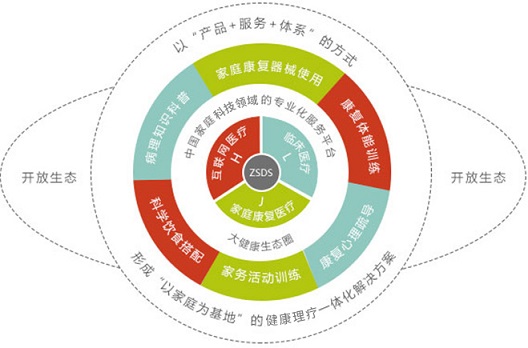 以“产品+服务+体系”的方式
家庭康复器械使用
病理知识科普
康复体能训练
中国家庭科技领域的专业化服务平台
互联网医疗
H
临床医疗
L
ZSDS
J
家庭康复医疗
开放生态
开放生态
大健康生态圈
科学饮食搭配
康复心理疏导
家务活动训练
形成“以家庭为基地”的健康理疗一体化解决方案